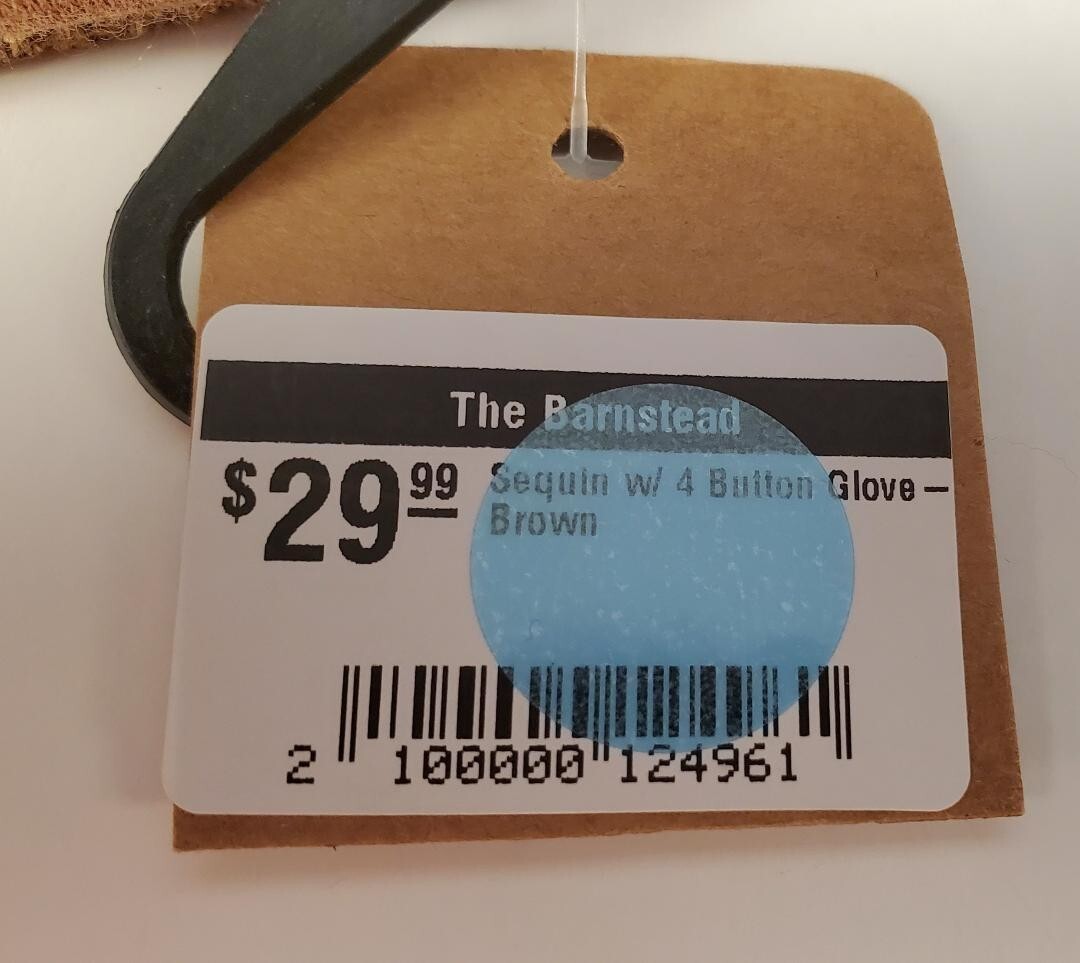 The Barnstead
$29.99 Sequin w/ 4 Button Glove –
Brown
2 100000 124961